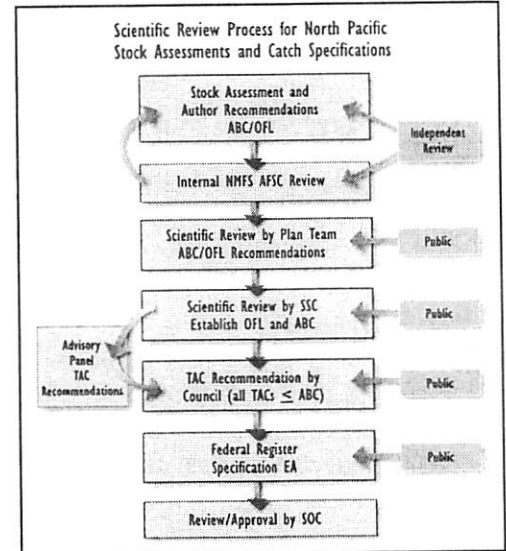 Scientific Review Process for North Pacific
Stock Assessments and Catch Specifications
Stock Assessment and
Author Recommendations
ABC/OFL
Independent
Review
Internal NMFS AFSC Review
Scientific Review by Plan Team
ABC/OFL Recommendations
Public
Scientific Review by SSC
Establish OFL and ABC
Public
Advisory
Panel
TAC
Recommendations
TAC Recommendation by
Council (all TACs ≤ ABC)
Public
Federal Register
Specification EA
Public
Review/Approval by SOC